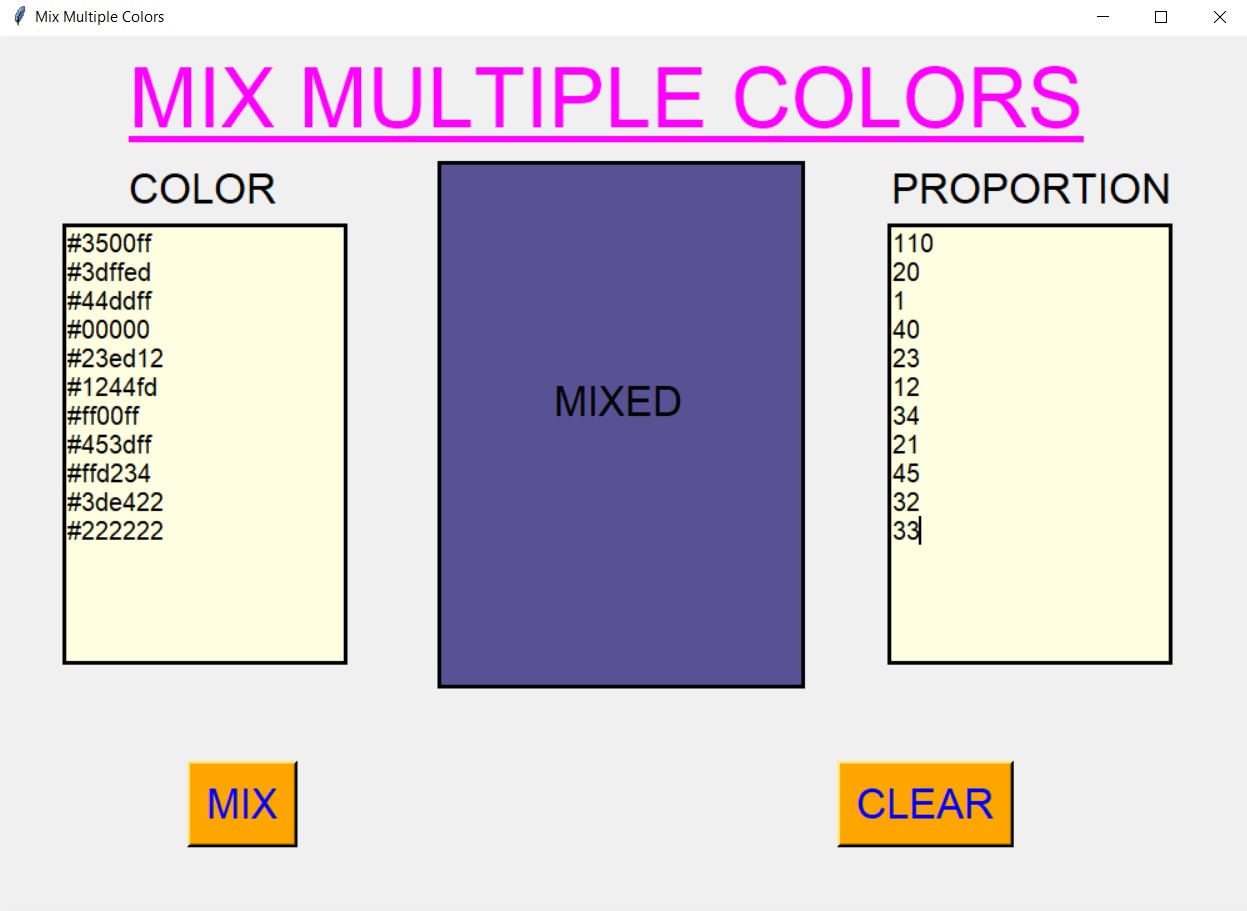 Mix Multiple Colors
MIX MULTIPLE COLORS
COLOR
#3500ff
#3dffed
#44ddff
#00000
#23ed12
#1244fd
#ff00ff
#453dff
#ffd234
#3de422
#222222
MIXED
PROPORTION
110
20
1
40
23
12
34
21
45
32
33
MIX
CLEAR